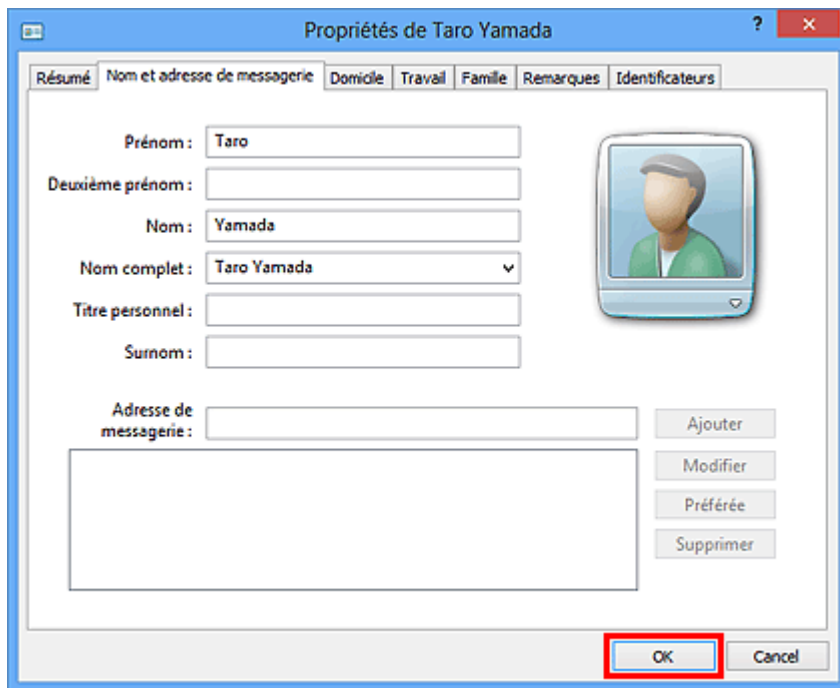 Propriétés de Taro Yamada
?
Résumé Nom et adresse de messagerie Domicile Travail Famille Remarques Identificateurs
Prénom : Taro
Deuxième prénom :
Nom : Yamada
Nom complet : Taro Yamada
Titre personnel :
Surnom :
Adresse de
messagerie :
Ajouter
Modifier
Préférée
Supprimer
OK Cancel